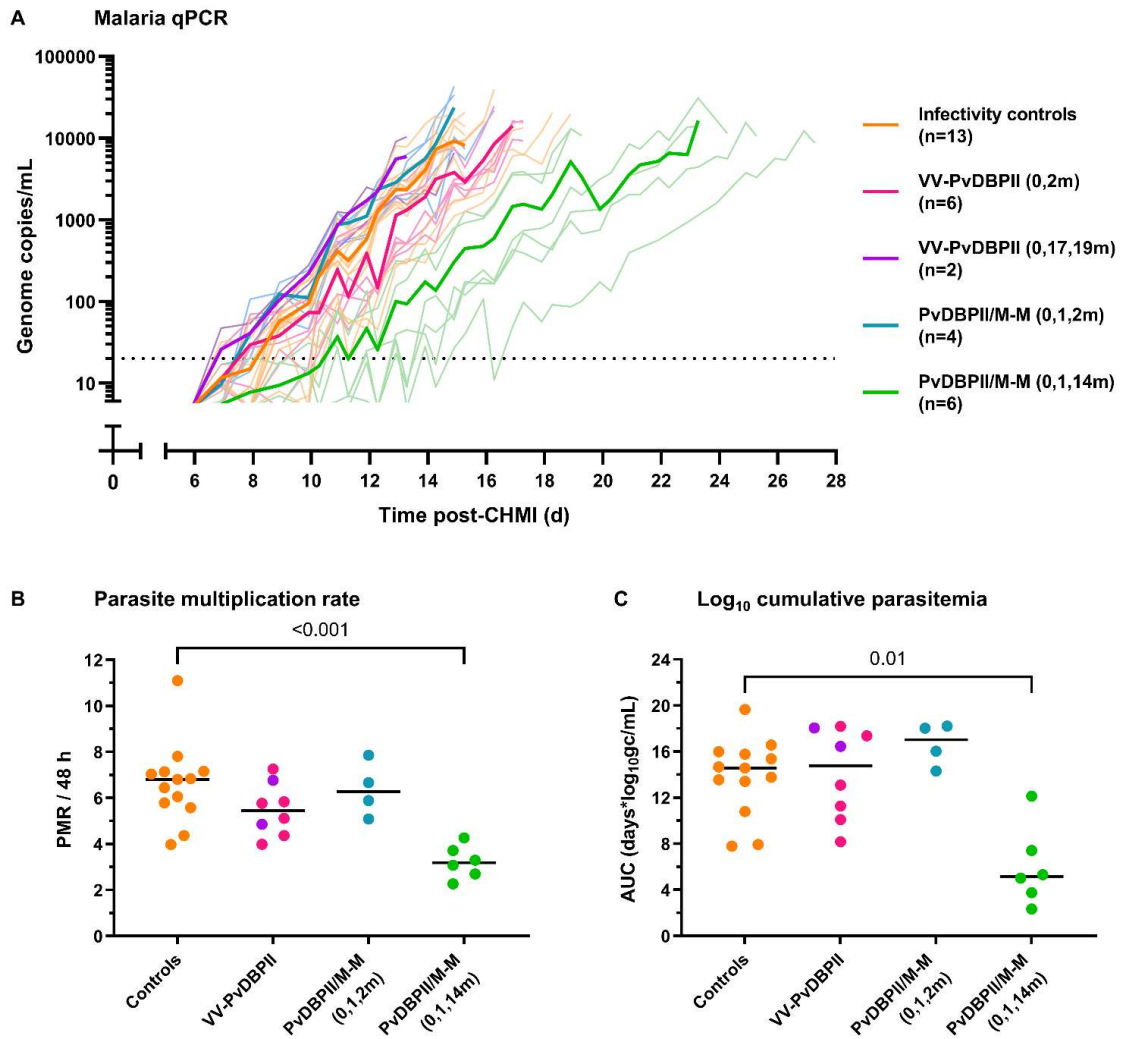 A Malaria qPCR
100000
10000
1000
100
10
Genome copies/mL
0 6 8 10 12 14 16 18 20 22 24 26 28
Time post-CHMI (d)
Infectivity controls
(n=13)
VV-PvDBPII (0,2m)
(n=6)
VV-PvDBPII (0,17,19m)
(n=2)
PvDBPII/M-M (0,1,2m)
(n=4)
PvDBPII/M-M (0,1,14m)
(n=6)
B Parasite multiplication rate
<0.001
12
10
8
6
4
2
0
PMR / 48 h
Controls
VV-PvDBPII
PvDBPII/M-M
(0,1,2m)
PvDBPII/M-M
(0,1,14m)
C Log₁₀ cumulative parasitemia
0.01
24
20
16
12
8
4
0
AUC (days*log₁₀gc/mL)
Controls
VV-PvDBPII
PvDBPII/M-M
(0,1,2m)
PvDBPII/M-M
(0,1,14m)